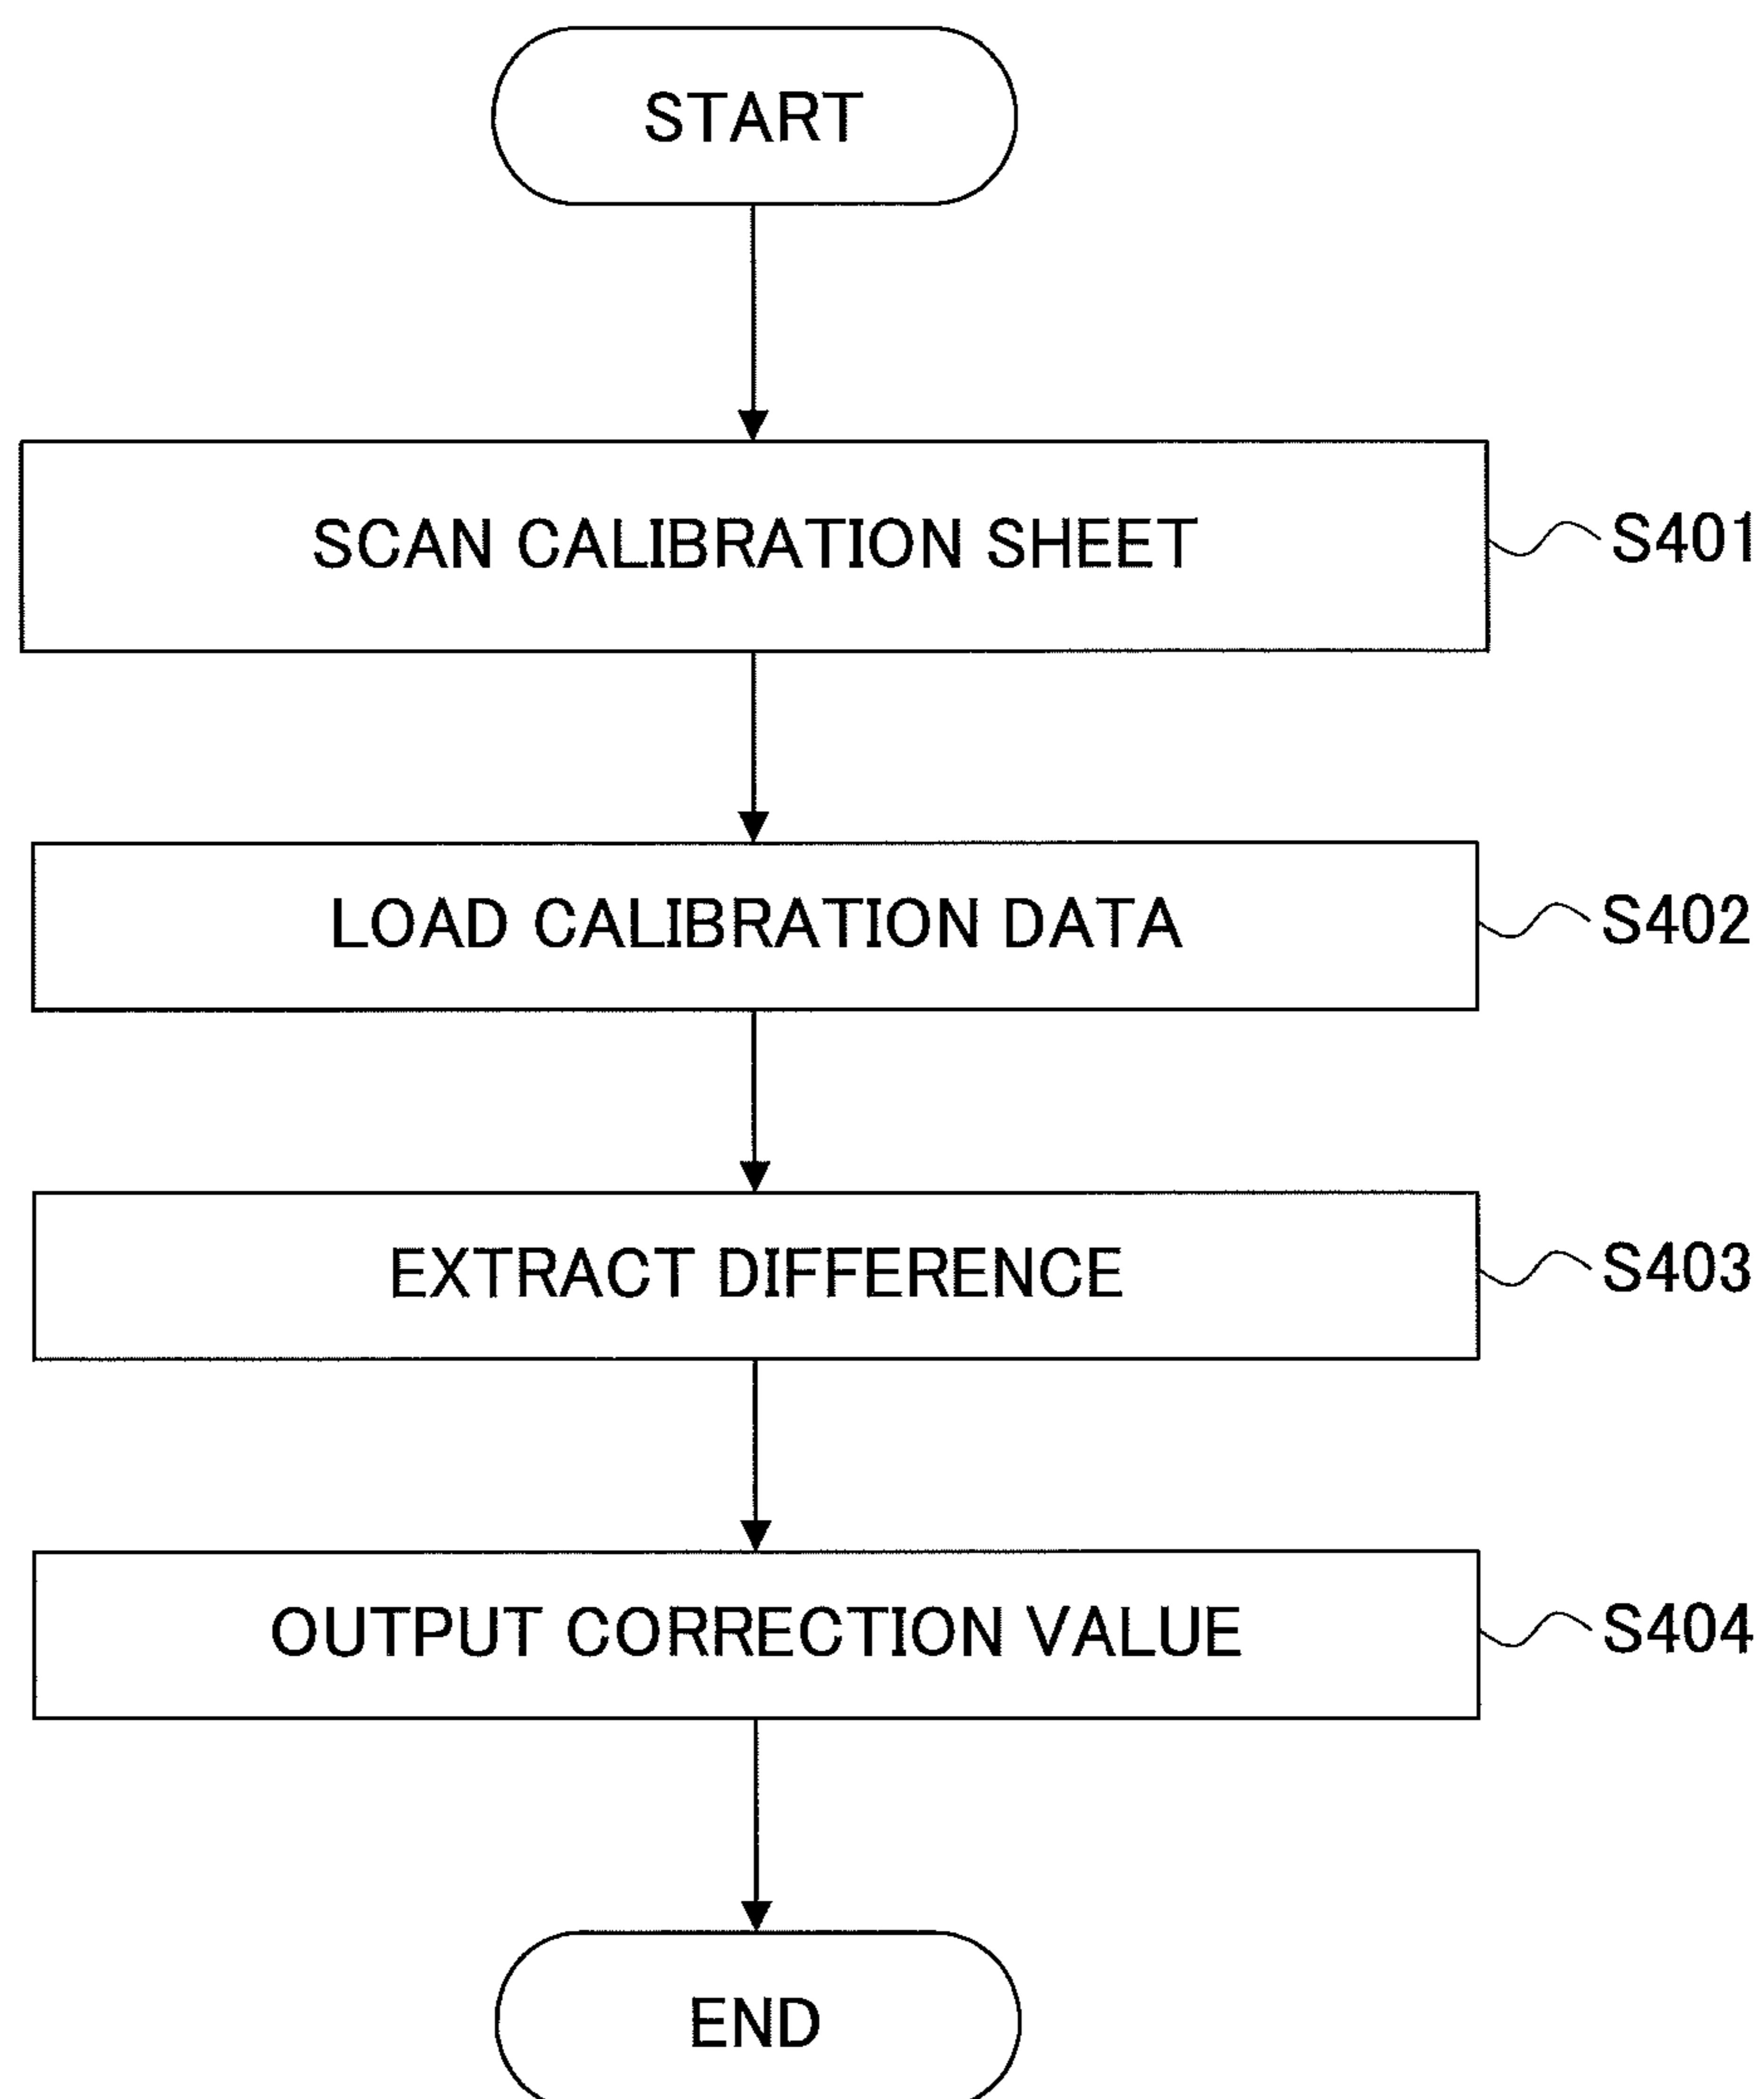 START
SCAN CALIBRATION SHEET
S401
LOAD CALIBRATION DATA
S402
EXTRACT DIFFERENCE
S403
OUTPUT CORRECTION VALUE
S404
END